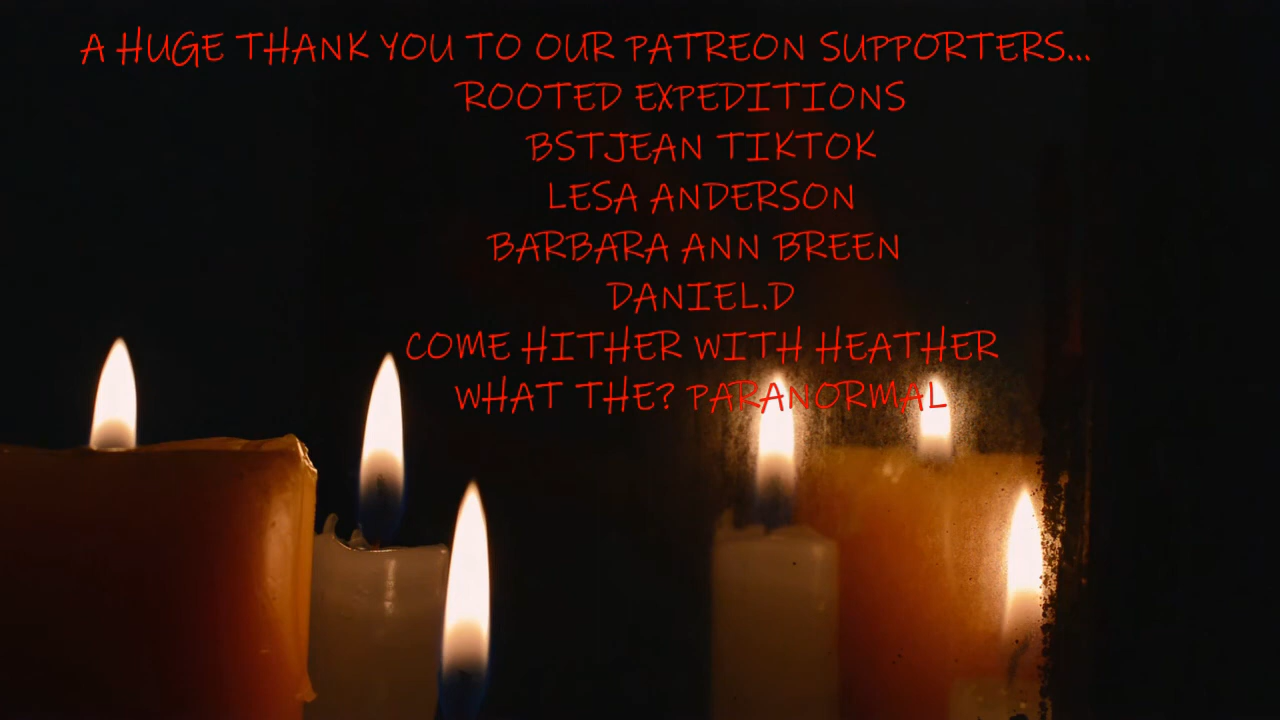 A HUGE THANK YOU TO OUR PATREON SUPPORTERS...
ROOTED EXPEDITIONS
BSTJEAN TIKTOK
LESA ANDERSON
BARBARA ANN BREEN
DANIEL.D
COME HITHER WITH HEATHER
WHAT THE? PARANORMAL